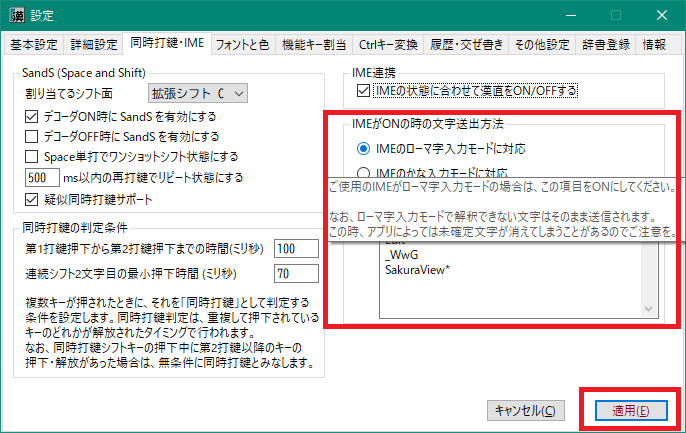 設定
基本設定 詳細設定 同時打鍵・IME フォントと色 機能キー割当 Ctrlキー変換 履歴・交ぜ書き その他設定 辞書登録 情報
SandS (Space and Shift)
割り当てるシフト面 拡張シフト C
デコーダON時に SandS を有効にする
デコーダOFF時に SandS を有効にする
Space単打でワンショットシフト状態にする
500 ms以内の再打鍵でリピート状態にする
疑似同時打鍵サポート
同時打鍵の判定条件
第1打鍵押下から第2打鍵押下までの時間(ミリ秒) 100
連続シフト2文字目の最小押下時間 (ミリ秒) 70
複数キーが押されたときに、それを「同時打鍵」として判定する
条件を設定します。同時打鍵判定は、重複して押下されている
キーのどれかが解放されたタイミングで行われます。
なお、同時打鍵シフトキーの押下中に第2打鍵以降のキーの
押下・解放があった場合は、無条件に同時打鍵とみなします。
IME連携
IMEの状態に合わせて漢直をON/OFFする
IMEがONの時の文字送出方法
IMEのローマ字入力モードに対応
IMEのかな入力モードに対応
ご使用のIMEがローマ字入力モードの場合は、この項目をONにしてください。
なお、ローマ字入力モードで解釈できない文字はそのまま送信されます。
この時、アプリによっては未確定文字が消えてしまうことがあるのでご注意を。
Edit
_WwG
SakuraView*
キャンセル(C) 適用(E)